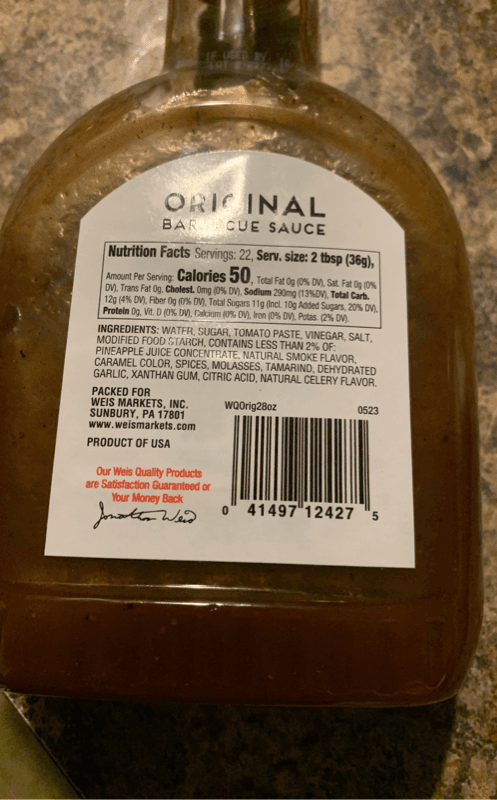 IF USED BY
ORIGINAL
BARBECUE SAUCE
Nutrition Facts Servings: 22, Serv. size: 2 tbsp (36g),
Amount Per Serving: Calories 50, Total Fat 0g (0% DV), Sat. Fat 0g (0%
DV), Trans Fat 0g, Cholest. 0mg (0% DV), Sodium 290mg (13%DV), Total Carb.
12g (4% DV), Fiber 0g (0% DV), Total Sugars 11g (Incl. 10g Added Sugars, 20% DV),
Protein 0g, Vit. D (0% DV), Calcium (0% DV), Iron (0% DV), Potas. (2% DV).
INGREDIENTS: WATER, SUGAR, TOMATO PASTE, VINEGAR, SALT,
MODIFIED FOOD STARCH, CONTAINS LESS THAN 2% OF:
PINEAPPLE JUICE CONCENTRATE, NATURAL SMOKE FLAVOR,
CARAMEL COLOR, SPICES, MOLASSES, TAMARIND, DEHYDRATED
GARLIC, XANTHAN GUM, CITRIC ACID, NATURAL CELERY FLAVOR.
PACKED FOR
WEIS MARKETS, INC.
SUNBURY, PA 17801
www.weismarkets.com
PRODUCT OF USA
WQOrig28oz 0523
Our Weis Quality Products
are Satisfaction Guaranteed or
Your Money Back
Jonathan Weis
0 41497 12427 5